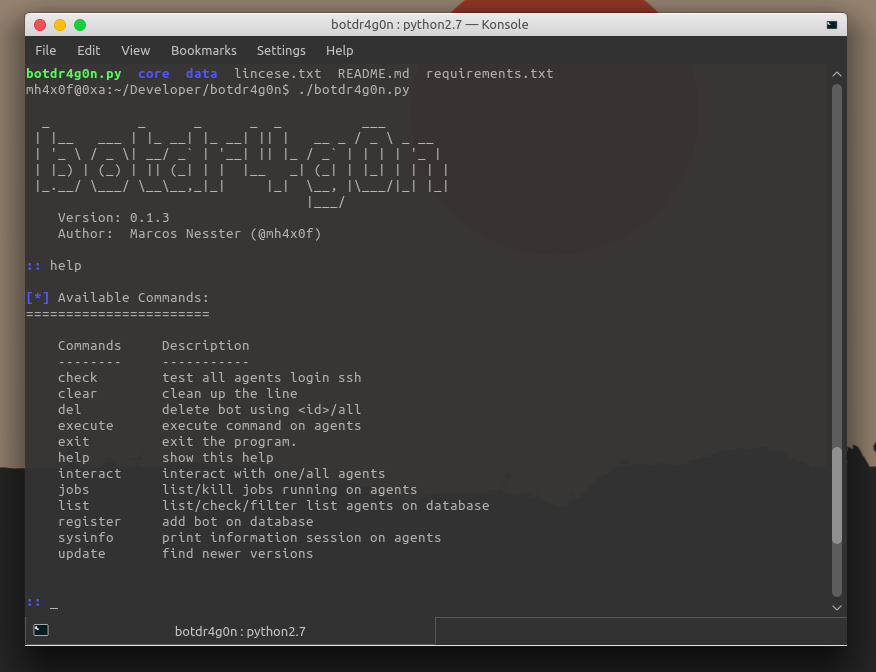 botdr4g0n : python2.7 — Konsole
File Edit View Bookmarks Settings Help
botdr4g0n.py core data lincese.txt README.md requirements.txt
mh4x0f@0xa:~/Developer/botdr4g0n$ ./botdr4g0n.py
botdr4g0n
Version: 0.1.3
Author: Marcos Nesster (@mh4x0f)
:: help
[*] Available Commands:
=======================
Commands Description
-------- -----------
check test all agents login ssh
clear clean up the line
del delete bot using <id>/all
execute execute command on agents
exit exit the program.
help show this help
interact interact with one/all agents
jobs list/kill jobs running on agents
list list/check/filter list agents on database
register add bot on database
sysinfo print information session on agents
update find newer versions
:: _
botdr4g0n : python2.7